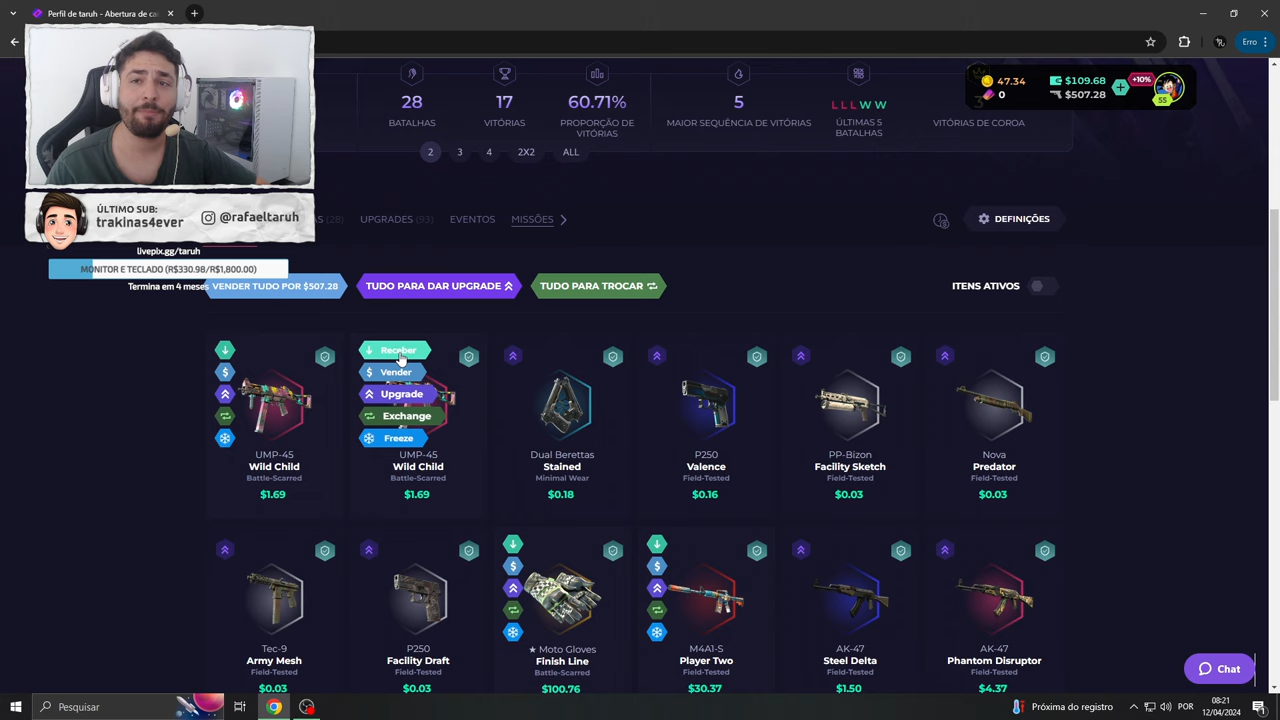 Perfil de taruh - Abertura de ca
Erro
47.34
0
$109.68
$507.28
+10%
55
3
28
BATALHAS
17
VITÓRIAS
60.71%
PROPORÇÃO DE
VITÓRIAS
5
MAIOR SEQUÊNCIA DE VITÓRIAS
L L L W W
ÚLTIMAS 5
BATALHAS
VITÓRIAS DE COROA
2
3
4
2X2
ALL
ÚLTIMO SUB:
trakinas4ever
@rafaeltaruh
livepix.gg/taruh
MONITOR E TECLADO (R$330.98/R$1,800.00)
Termina em 4 meses
(28)
UPGRADES (93)
EVENTOS
MISSÕES
DEFINIÇÕES
VENDER TUDO POR $507.28
TUDO PARA DAR UPGRADE
TUDO PARA TROCAR
ITENS ATIVOS
Receber
Vender
Upgrade
Exchange
Freeze
UMP-45
Wild Child
Battle-Scarred
$1.69
UMP-45
Wild Child
Battle-Scarred
$1.69
Dual Berettas
Stained
Minimal Wear
$0.18
P250
Valence
Field-Tested
$0.16
PP-Bizon
Facility Sketch
Field-Tested
$0.03
Nova
Predator
Field-Tested
$0.03
Tec-9
Army Mesh
Field-Tested
$0.03
P250
Facility Draft
Field-Tested
$0.03
★ Moto Gloves
Finish Line
Battle-Scarred
$100.76
M4A1-S
Player Two
Field-Tested
$30.37
AK-47
Steel Delta
Field-Tested
$1.50
AK-47
Phantom Disruptor
Field-Tested
$4.37
Chat
Pesquisar
Próxima do registro
POR
08:21
12/04/2024